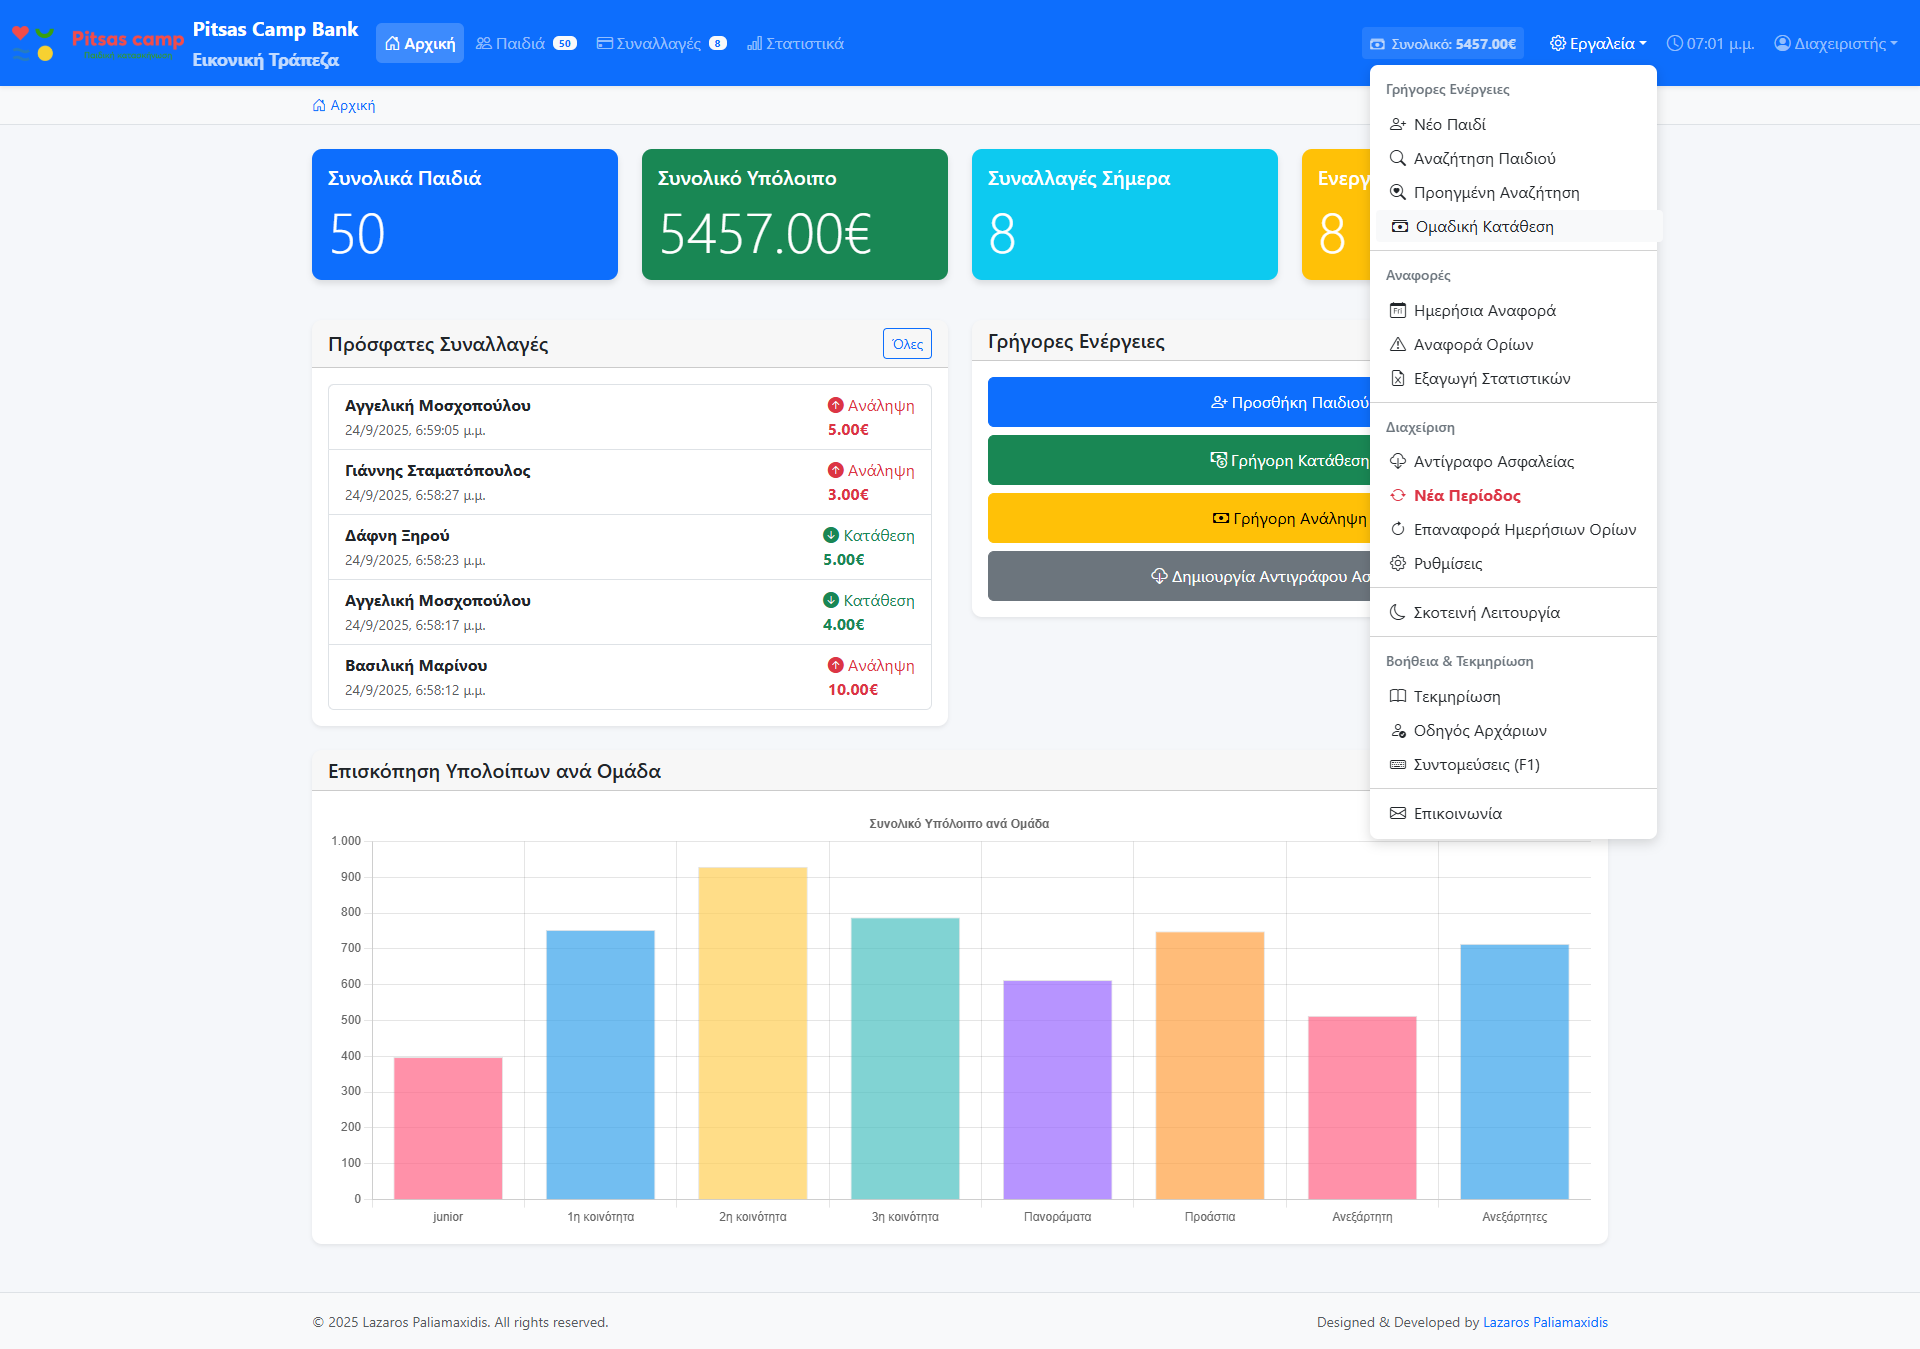 Pitsas camp
Pitsas Camp Bank
Εικονική Τράπεζα
Αρχική
Παιδιά 50
Συναλλαγές 8
Στατιστικά
Συνολικό: 5457.00€
Εργαλεία
07:01 μ.μ.
Διαχειριστής
Αρχική
Συνολικά Παιδιά
50
Συνολικό Υπόλοιπο
5457.00€
Συναλλαγές Σήμερα
8
Ενεργ
8
Γρήγορες Ενέργειες
Νέο Παιδί
Αναζήτηση Παιδιού
Προηγμένη Αναζήτηση
Ομαδική Κατάθεση
Αναφορές
Ημερήσια Αναφορά
Fri
Αναφορά Ορίων
Εξαγωγή Στατιστικών
Διαχείριση
Αντίγραφο Ασφαλείας
Νέα Περίοδος
Επαναφορά Ημερήσιων Ορίων
Ρυθμίσεις
Σκοτεινή Λειτουργία
Βοήθεια & Τεκμηρίωση
Τεκμηρίωση
Οδηγός Αρχάριων
Συντομεύσεις (F1)
Επικοινωνία
Πρόσφατες Συναλλαγές
Όλες
Αγγελική Μοσχοπούλου
Ανάληψη
24/9/2025, 6:59:05 μ.μ.
5.00€
Γιάννης Σταματόπουλος
Ανάληψη
24/9/2025, 6:58:27 μ.μ.
3.00€
Δάφνη Ξηρού
Κατάθεση
24/9/2025, 6:58:23 μ.μ.
5.00€
Αγγελική Μοσχοπούλου
Κατάθεση
24/9/2025, 6:58:17 μ.μ.
4.00€
Βασιλική Μαρίνου
Ανάληψη
24/9/2025, 6:58:12 μ.μ.
10.00€
Γρήγορες Ενέργειες
Προσθήκη Παιδιού
Γρήγορη Κατάθεση
Γρήγορη Ανάληψη
Δημιουργία Αντιγράφου Ασ
Επισκόπηση Υπολοίπων ανά Ομάδα
Συνολικό Υπόλοιπο ανά Ομάδα
1.000
900
800
700
600
500
400
300
200
100
0
junior
1η κοινότητα
2η κοινότητα
3η κοινότητα
Πανοράματα
Προάστια
Ανεξάρτητη
Ανεξάρτητες
© 2025 Lazaros Paliamaxidis. All rights reserved.
Designed & Developed by Lazaros Paliamaxidis